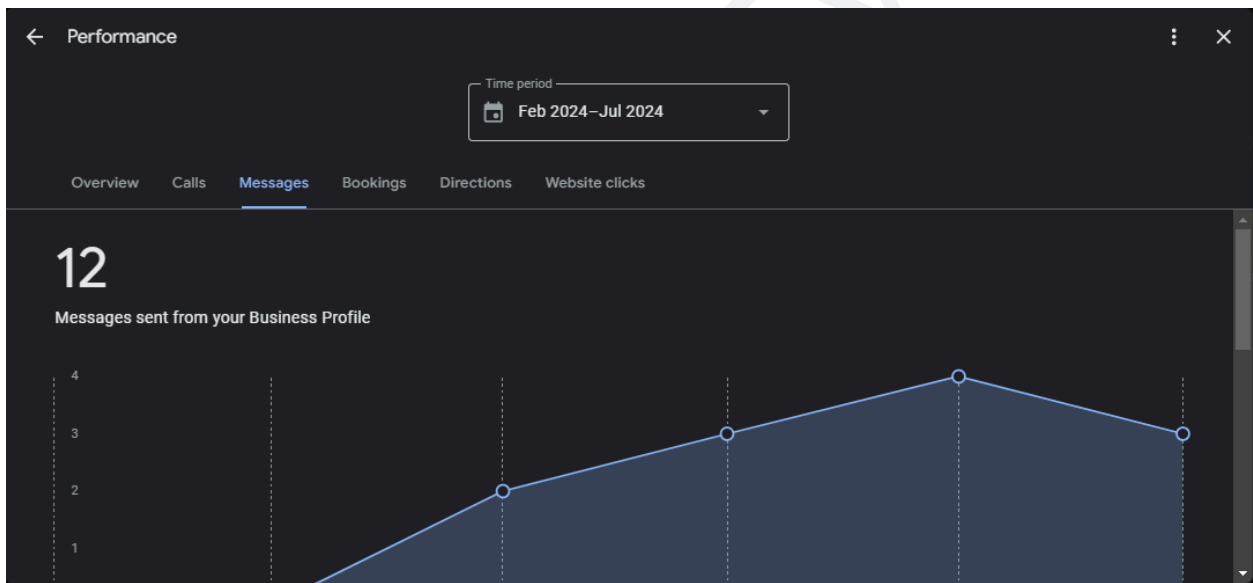 Performance
Time period
Feb 2024–Jul 2024
Overview Calls Messages Bookings Directions Website clicks
12
Messages sent from your Business Profile
4
3
2
1